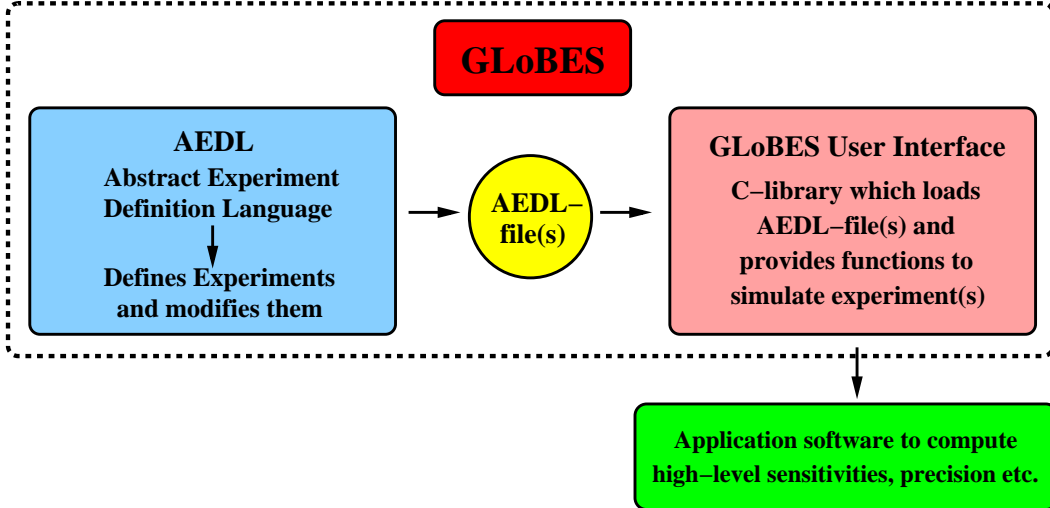 GLoBES
AEDL
Abstract Experiment
Definition Language
Defines Experiments
and modifies them
AEDL−
file(s)
GLoBES User Interface
C−library which loads
AEDL−file(s) and
provides functions to
simulate experiment(s)
Application software to compute
high−level sensitivities, precision etc.